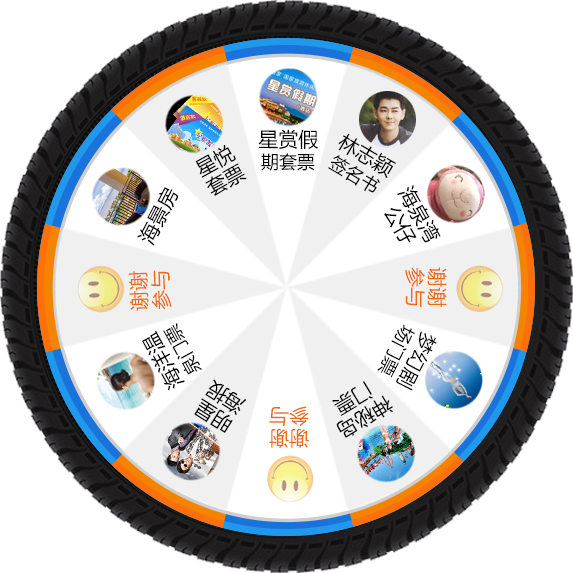 星赏假期
星赏假
期套票
林志颖
签名书
海泉湾
公仔
谢谢
参与
梦幻剧
场门票
神秘岛
门票
谢谢
参与
明星
海报
海洋温
泉门票
谢谢
参与
海景房
星悦
套票